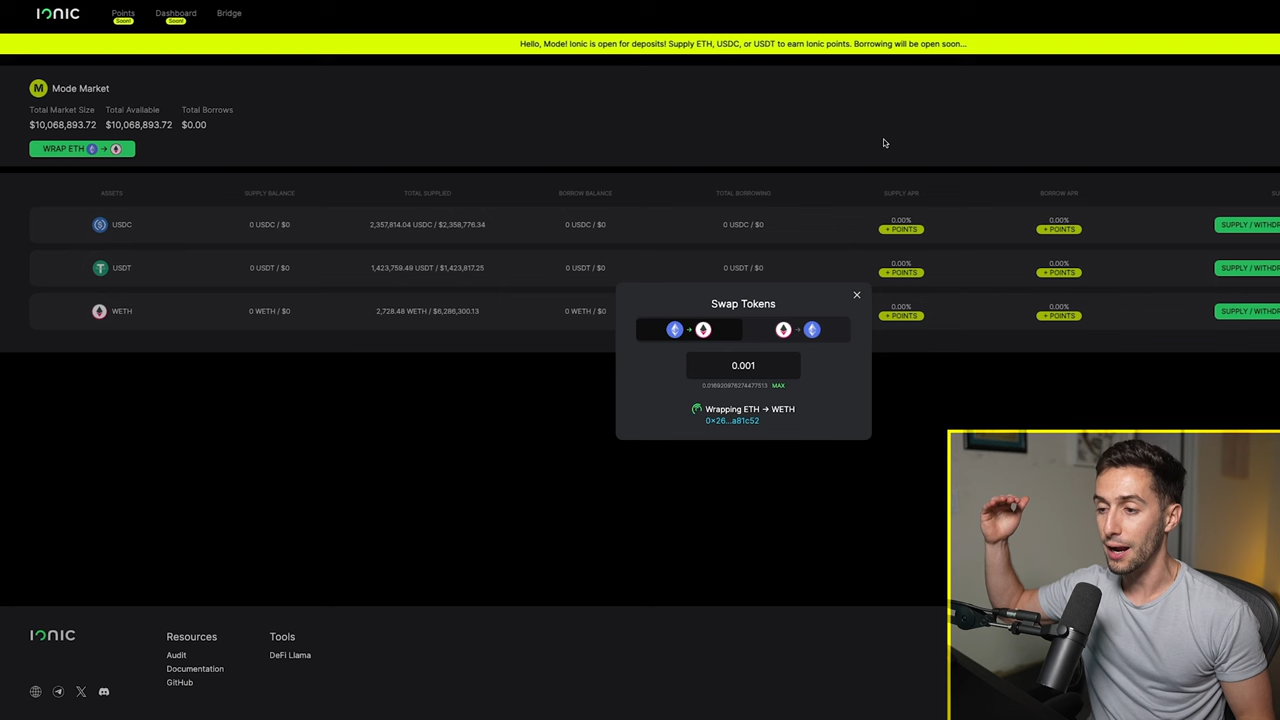 IONIC
Points
Soon!
Dashboard
Soon!
Bridge
Hello, Mode! Ionic is open for deposits! Supply ETH, USDC, or USDT to earn Ionic points. Borrowing will be open soon...
M Mode Market
Total Market Size Total Available Total Borrows
$10,068,893.72 $10,068,893.72 $0.00
WRAP ETH
ASSETS SUPPLY BALANCE TOTAL SUPPLIED BORROW BALANCE TOTAL BORROWING SUPPLY APR BORROW APR SU
USDC 0 USDC / $0 2,357,814.04 USDC / $2,358,776.34 0 USDC / $0 0 USDC / $0 0.00% 0.00% SUPPLY / WITHDR
+ POINTS + POINTS
USDT 0 USDT / $0 1,423,759.49 USDT / $1,423,817.25 0 USDT / $0 0 USDT / $0 0.00% 0.00% SUPPLY / WITHDR
+ POINTS + POINTS
WETH 0 WETH / $0 2,728.48 WETH / $6,286,300.13 0 WETH / $0 0.00% 0.00% SUPPLY / WITHDR
+ POINTS + POINTS
Swap Tokens
0.001
MAX
Wrapping ETH → WETH
0x26...a81c52
IONIC
Resources
Audit
Documentation
GitHub
Tools
DeFi Llama